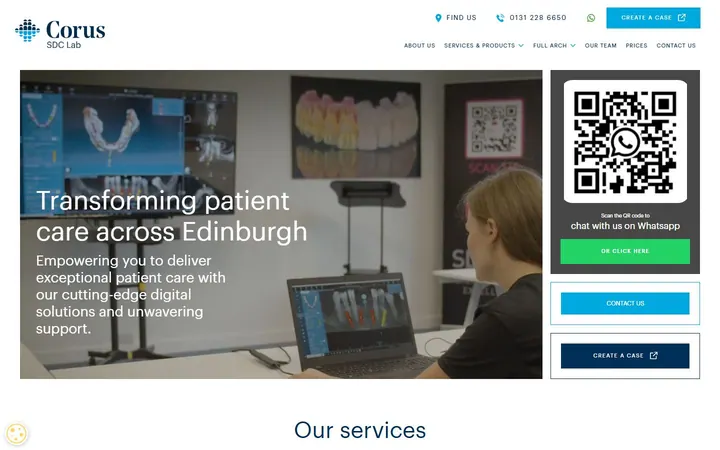 FIND US
0131 228 6650
CREATE A CASE
Corus
SDC Lab
ABOUT US
SERVICES & PRODUCTS
FULL ARCH
OUR TEAM
PRICES
CONTACT US
Transforming patient
care across Edinburgh
Empowering you to deliver
exceptional patient care with
our cutting-edge digital
solutions and unwavering
support.
Scan the QR code to
chat with us on Whatsapp
OR CLICK HERE
CONTACT US
CREATE A CASE
Our services